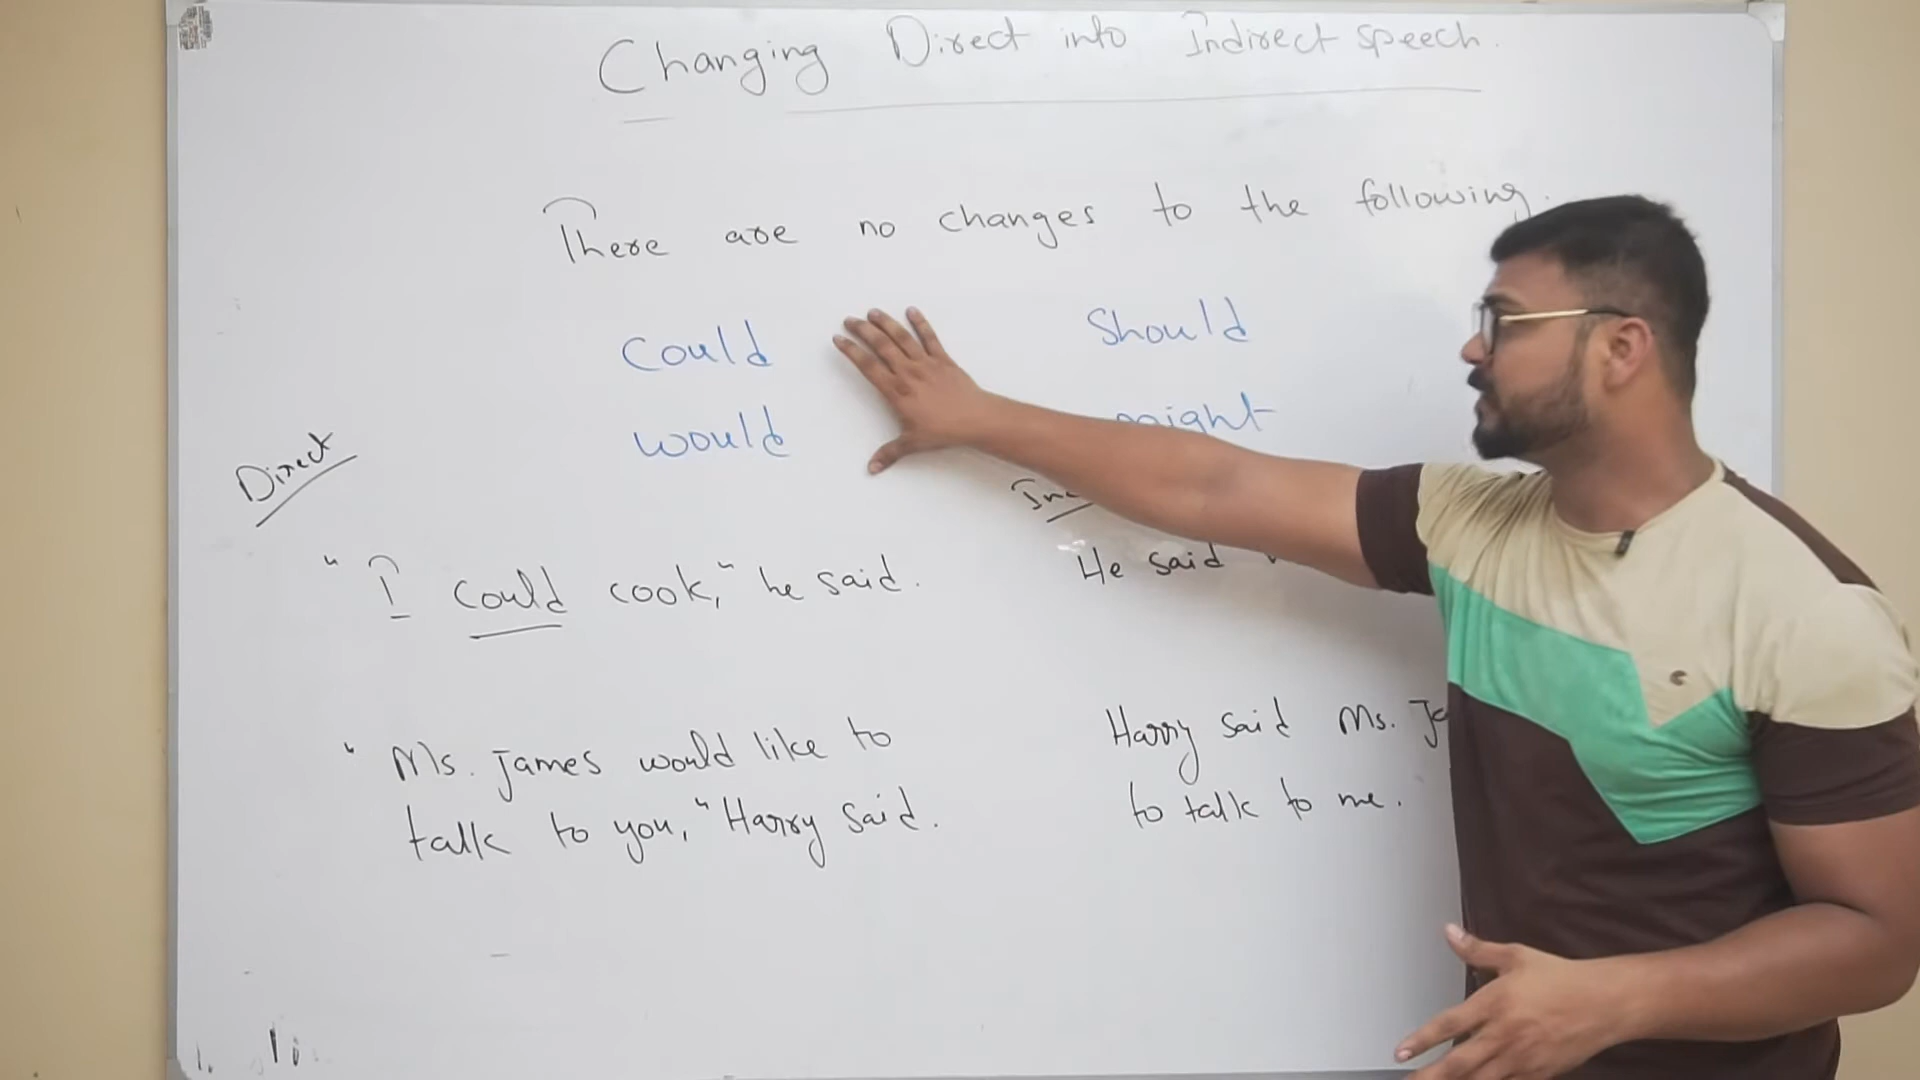 Changing Direct into Indirect speech.
There are no changes to the following.
Could Should
would might
Direct
"I could cook," he said. He said
"Ms. James would like to Harry said Ms.
talk to you," Harry said. to talk to me.